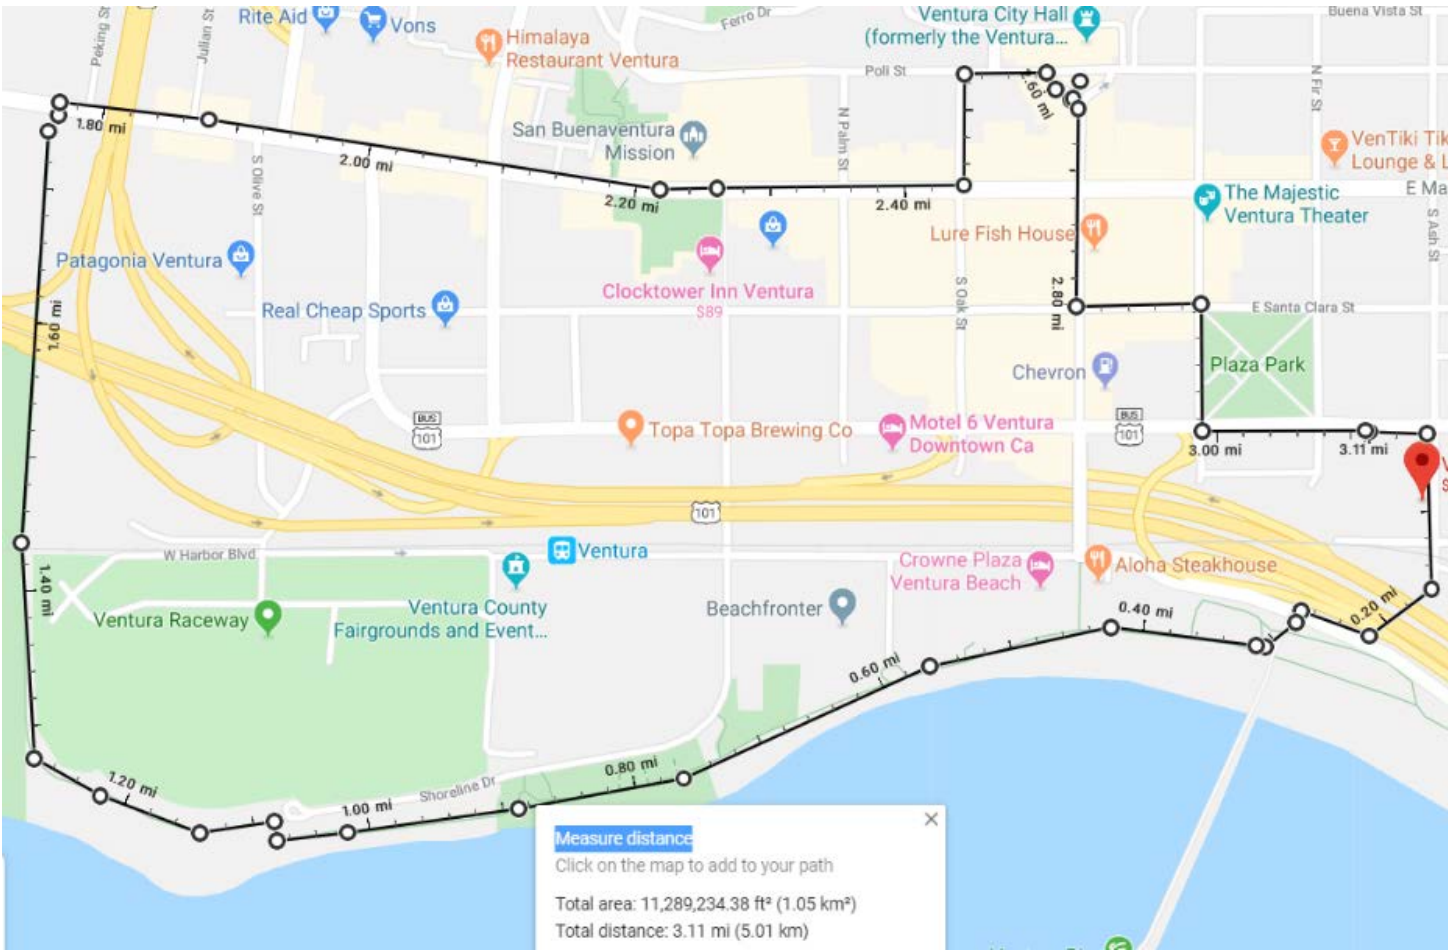 Peking St
Julian St
Rite Aid
Vons
Himalaya
Restaurant Ventura
Ferro Dr
Ventura City Hall
(formerly the Ventura...
Buena Vista St
Poli St
N Fir St
1.80 mi
2.00 mi
San Buenaventura
Mission
N Palm St
2.60 mi
VenTiki Tik
Lounge & L
S Olive St
2.20 mi
2.40 mi
The Majestic
Ventura Theater
E Ma
S Ash St
Patagonia Ventura
Lure Fish House
Clocktower Inn Ventura
$89
Real Cheap Sports
1.60 mi
S Oak St
2.80 mi
E Santa Clara St
Chevron
Plaza Park
BUS
101
Topa Topa Brewing Co
Motel 6 Ventura
Downtown Ca
BUS
101
3.00 mi
3.11 mi
V
$
101
W Harbor Blvd
Ventura
Crowne Plaza
Ventura Beach
Aloha Steakhouse
1.40 mi
Ventura Raceway
Ventura County
Fairgrounds and Event...
Beachfronter
0.40 mi
0.20 mi
0.60 mi
0.80 mi
1.20 mi
1.00 mi
Shoreline Dr
Measure distance
Click on the map to add to your path
Total area: 11,289,234.38 ft² (1.05 km²)
Total distance: 3.11 mi (5.01 km)